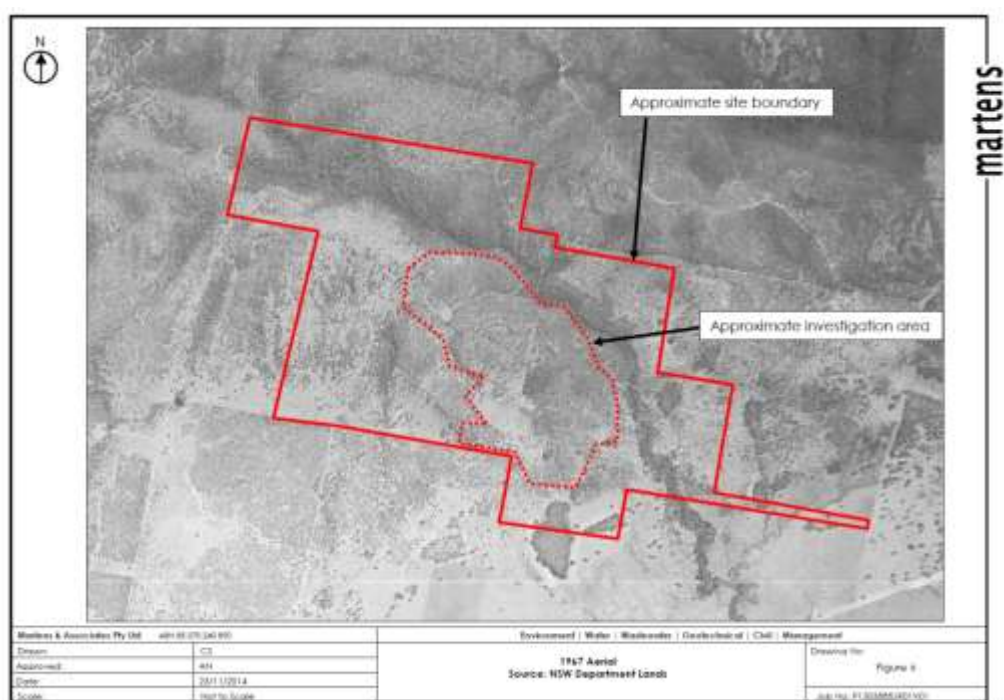 N
martens
Approximate site boundary
Approximate investigation area
Martens & Associates Pty Ltd
Environment | Water | Wastewater | Geotechnical | Civil | Management
Drawn:
CS
Approved:
AN
Date:
Scale:
Not to Scale
1967 Aerial
Source: NSW Department Lands
Drawing No:
Figure 6
Job No: